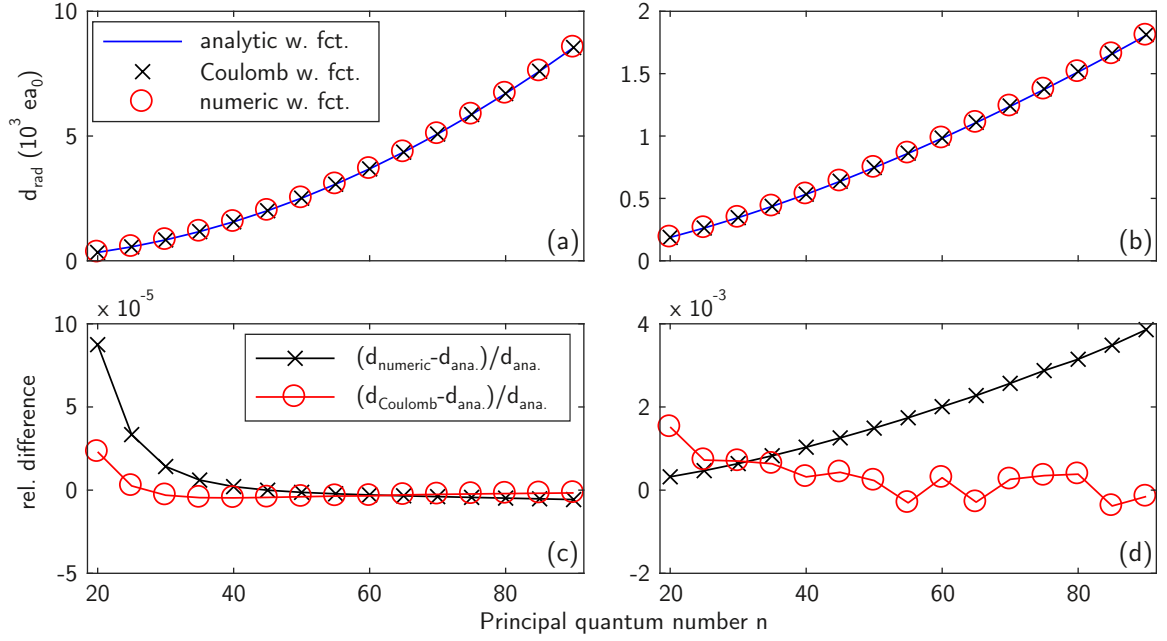 10
5
0
d_rad (10^3 ea_0)
analytic w. fct.
Coulomb w. fct.
numeric w. fct.
(a)
2
1.5
1
0.5
0
(b)
× 10^-5
10
5
0
-5
rel. difference
(d_numeric-d_ana.)/d_ana.
(d_Coulomb-d_ana.)/d_ana.
(c)
20 40 60 80
× 10^-3
4
2
0
-2
(d)
20 40 60 80
Principal quantum number n